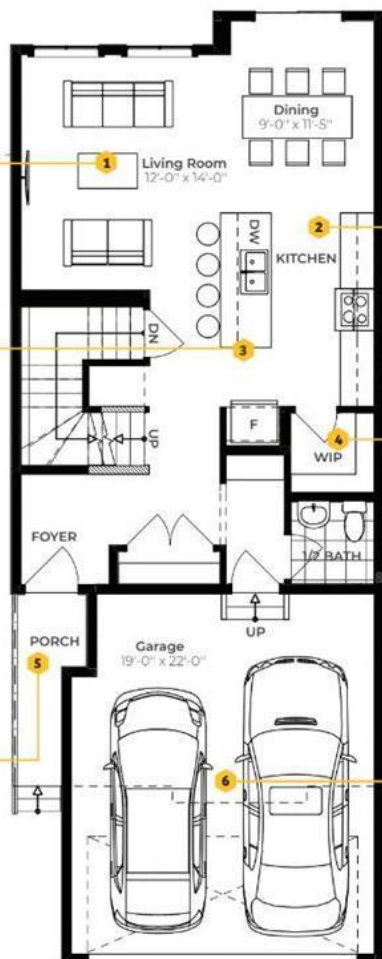 Dining
9'-0" x 11'-5"
1
Living Room
12'-0" x 14'-0"
2
DW
KITCHEN
DN
3
F
4
WIP
UP
FOYER
1/2 BATH
PORCH
UP
5
Garage
19'-0" x 22'-0"
6